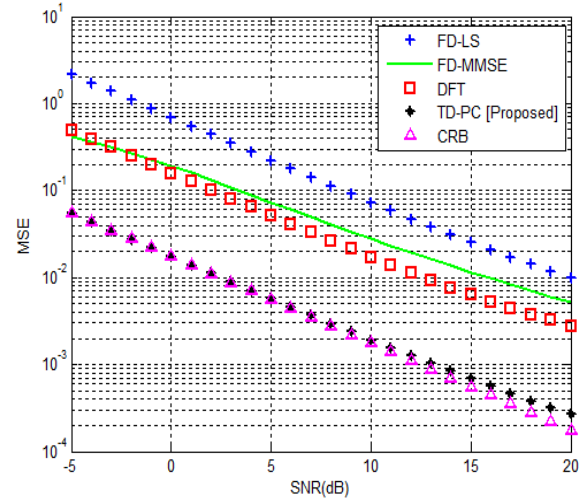 10^1
10^0
10^-1
10^-2
10^-3
10^-4
MSE
-5 0 5 10 15 20
SNR(dB)
FD-LS
FD-MMSE
DFT
TD-PC [Proposed]
CRB